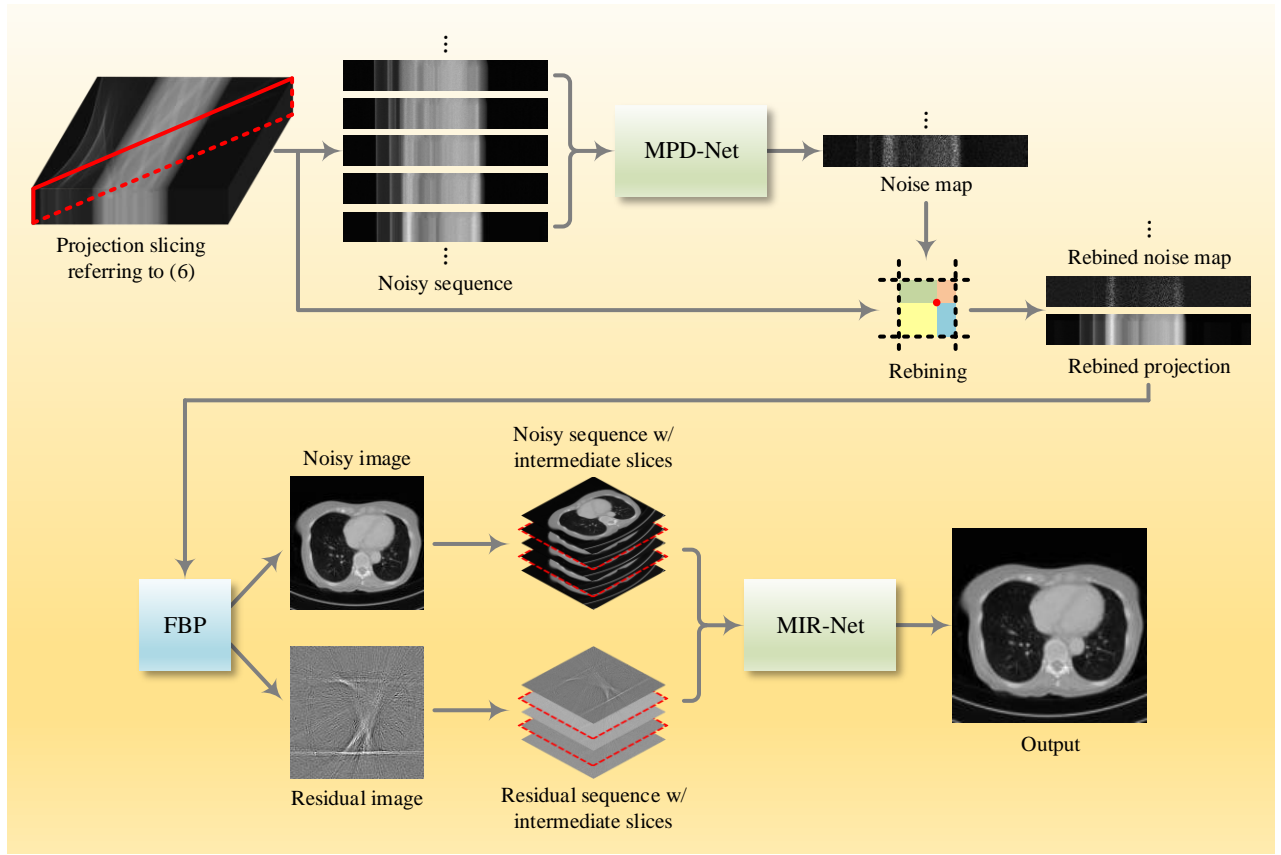 Projection slicing
referring to (6)
Noisy sequence
MPD-Net
Noise map
Rebining
Rebined noise map
Rebined projection
FBP
Noisy image
Residual image
Noisy sequence w/
intermediate slices
Residual sequence w/
intermediate slices
MIR-Net
Output